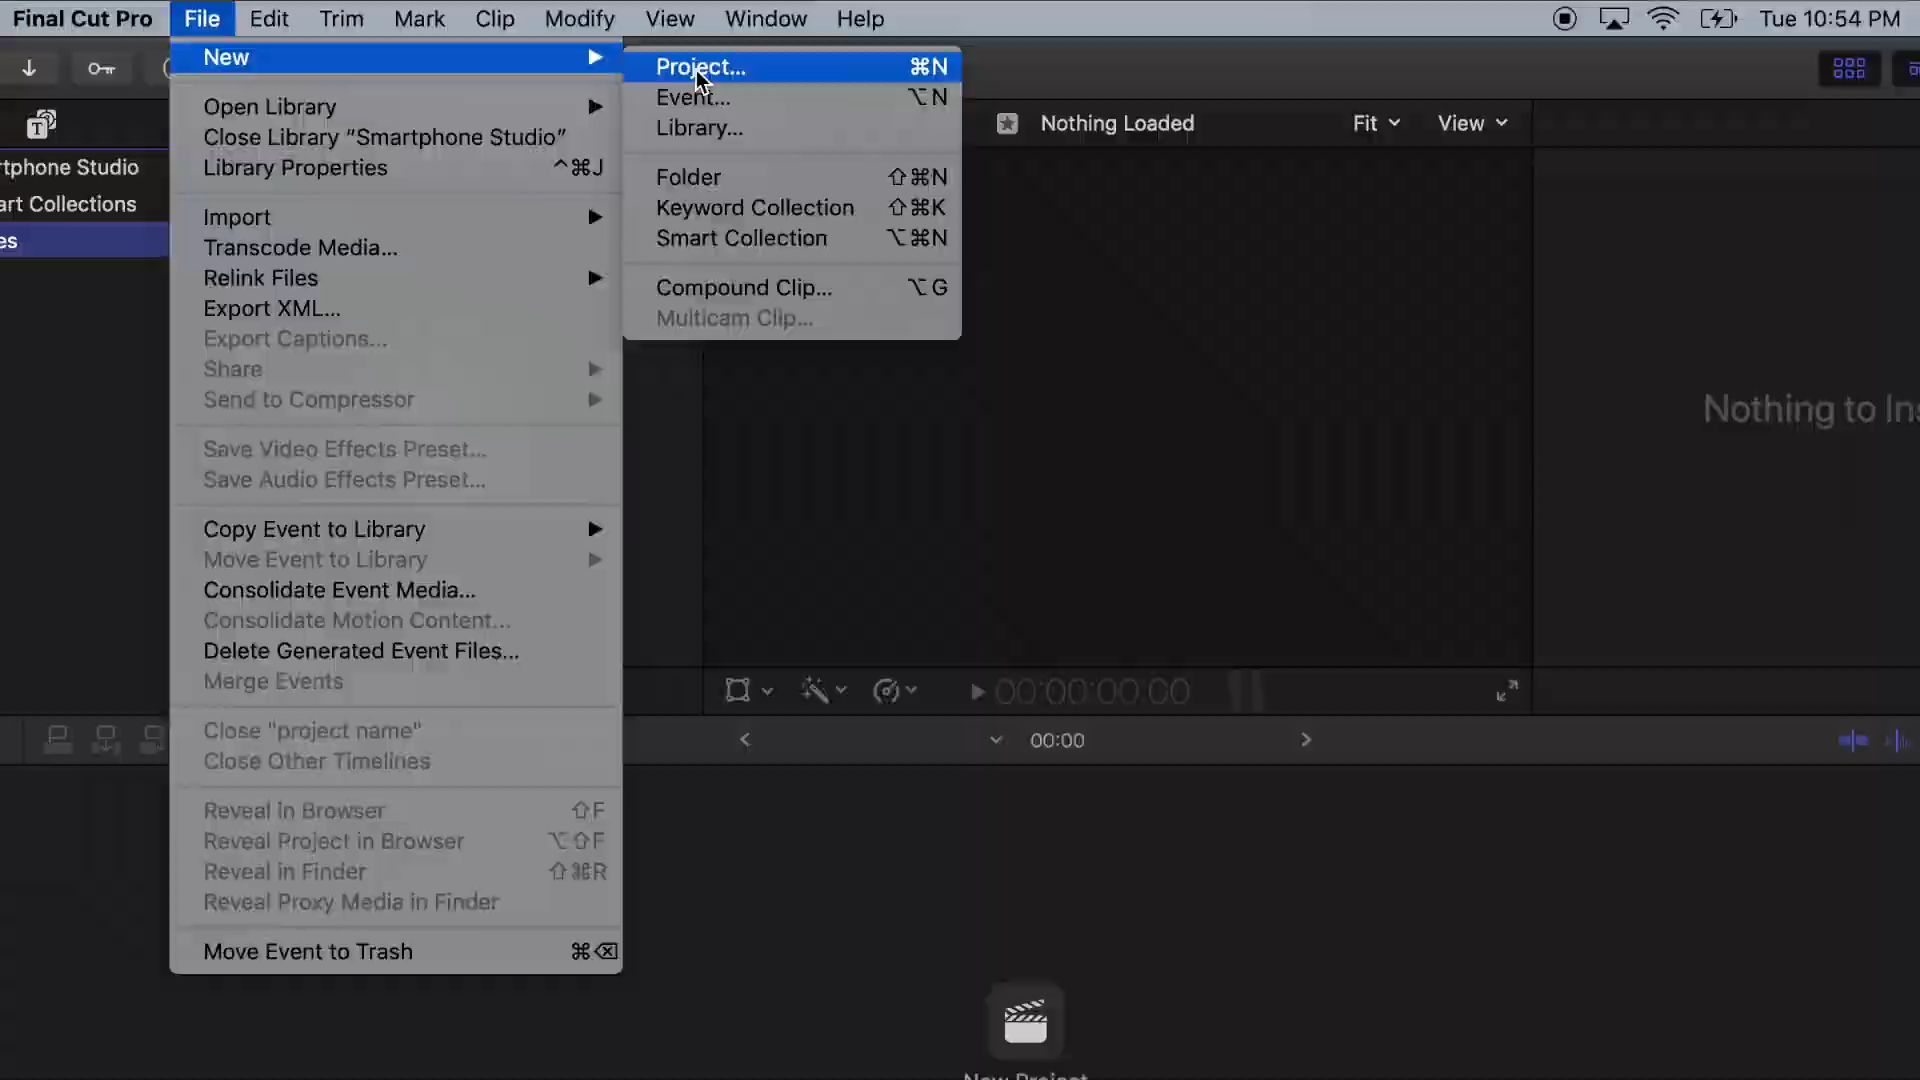 Final Cut Pro File Edit Trim Mark Clip Modify View Window Help Tue 10:54 PM
New
Open Library
Close Library "Smartphone Studio"
Library Properties ^⌘J
Import
Transcode Media...
Relink Files
Export XML...
Export Captions...
Share
Send to Compressor
Save Video Effects Preset...
Save Audio Effects Preset...
Copy Event to Library
Move Event to Library
Consolidate Event Media...
Consolidate Motion Content...
Delete Generated Event Files...
Merge Events
Close "project name"
Close Other Timelines
Reveal in Browser ⇧F
Reveal Project in Browser ⌥⇧F
Reveal in Finder ⇧⌘R
Reveal Proxy Media in Finder
Move Event to Trash ⌘⌫
Project... ⌘N
Event... ⌥N
Library...
Folder ⇧⌘N
Keyword Collection ⇧⌘K
Smart Collection ⌥⌘N
Compound Clip... ⌥G
Multicam Clip...
T
rtphone Studio
art Collections
es
Nothing Loaded Fit View
Nothing to Ins
00:00:00:00
00:00
New Project